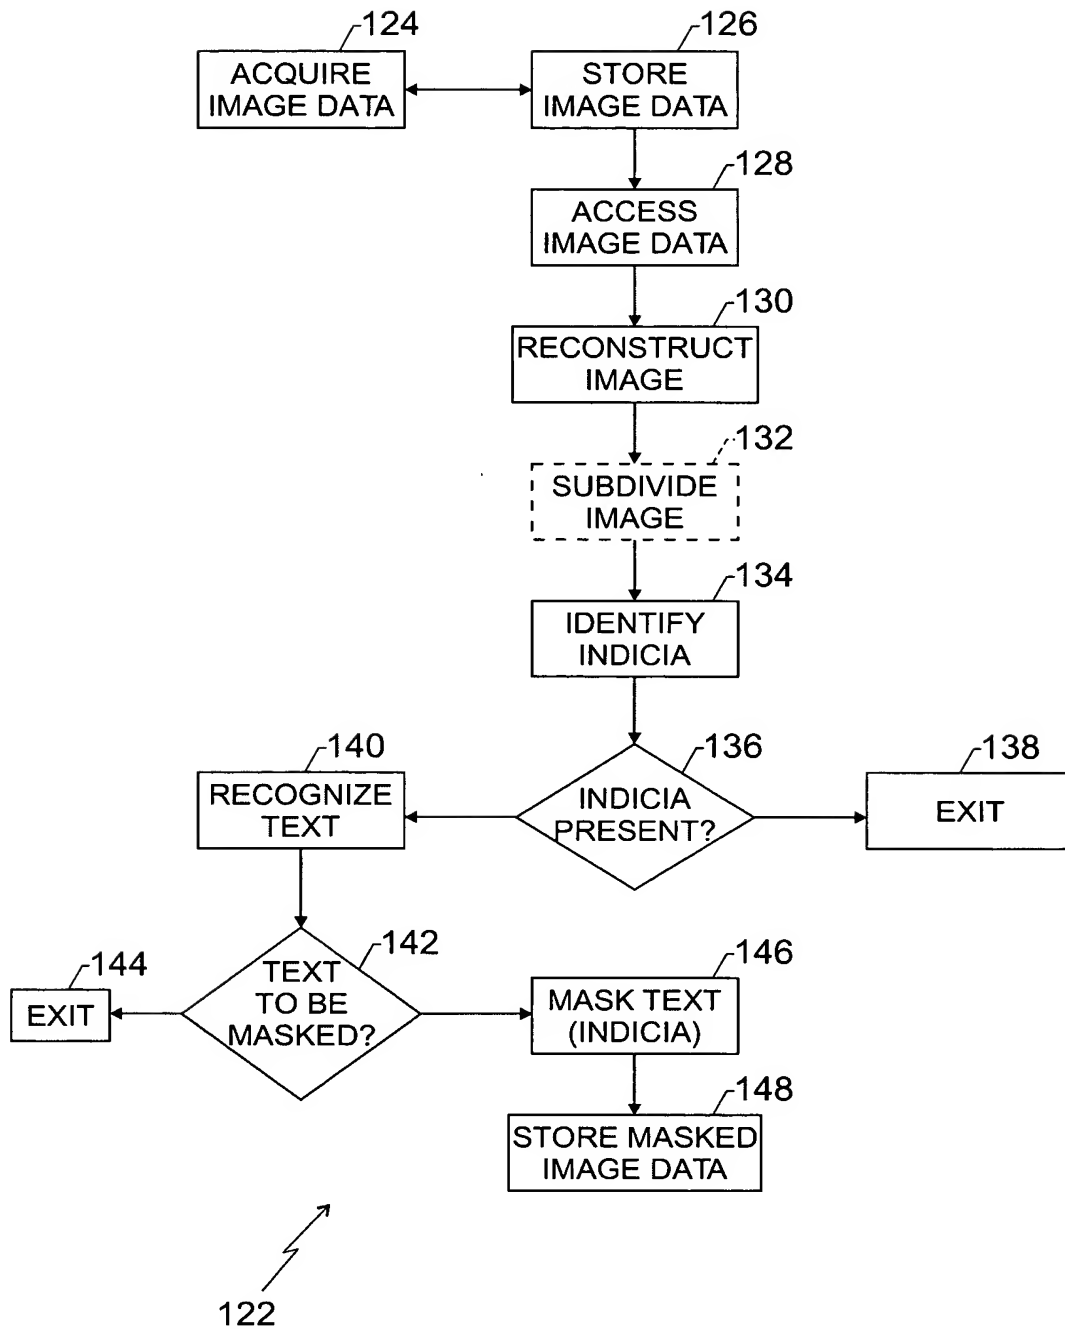 124
126
ACQUIRE
IMAGE DATA
STORE
IMAGE DATA
128
ACCESS
IMAGE DATA
130
RECONSTRUCT
IMAGE
132
SUBDIVIDE
IMAGE
134
IDENTIFY
INDICIA
140
136
138
RECOGNIZE
TEXT
INDICIA
PRESENT?
EXIT
144
142
146
EXIT
TEXT
TO BE
MASKED?
MASK TEXT
(INDICIA)
148
STORE MASKED
IMAGE DATA
122